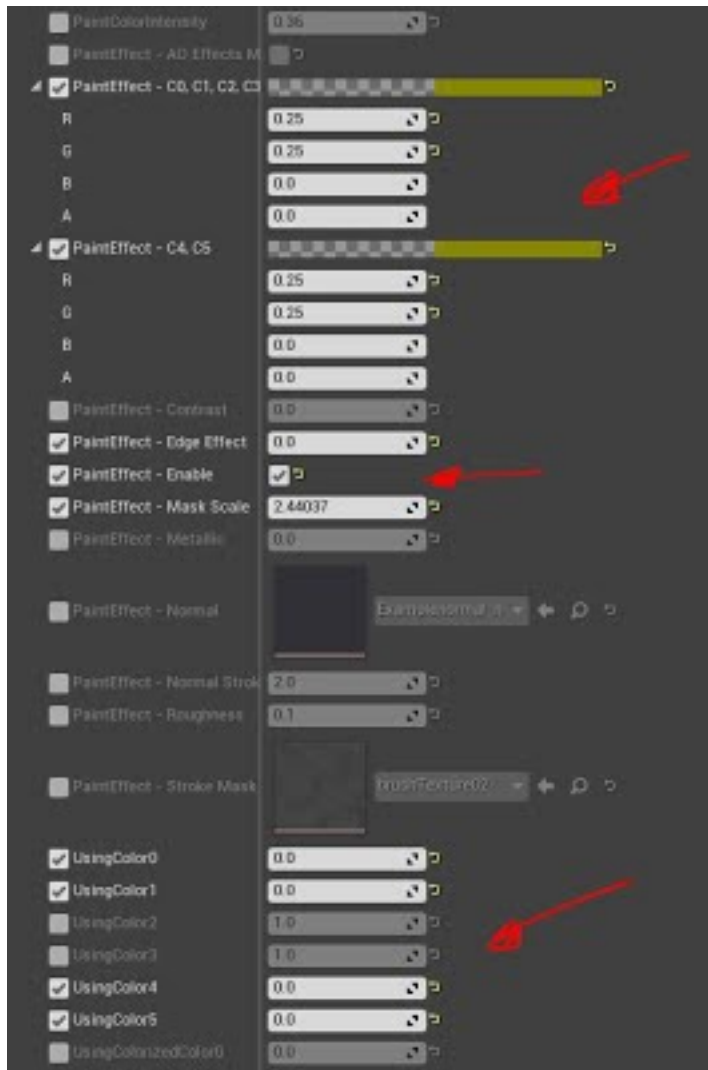 PaintColorIntensity 0.36
PaintEffect - AD Effects M
PaintEffect - C0, C1, C2, C3
R 0.25
G 0.25
B 0.0
A 0.0
PaintEffect - C4, C5
R 0.25
G 0.25
B 0.0
A 0.0
PaintEffect - Contrast 0.0
PaintEffect - Edge Effect 0.0
PaintEffect - Enable
PaintEffect - Mask Scale 2.44037
PaintEffect - Metallic 0.0
PaintEffect - Normal Examplenormal_n
PaintEffect - Normal Strok 2.0
PaintEffect - Roughness 0.1
PaintEffect - Stroke Mask brushTexture02
UsingColor0 0.0
UsingColor1 0.0
UsingColor2 1.0
UsingColor3 1.0
UsingColor4 0.0
UsingColor5 0.0
UsingColorizedColor0 0.0